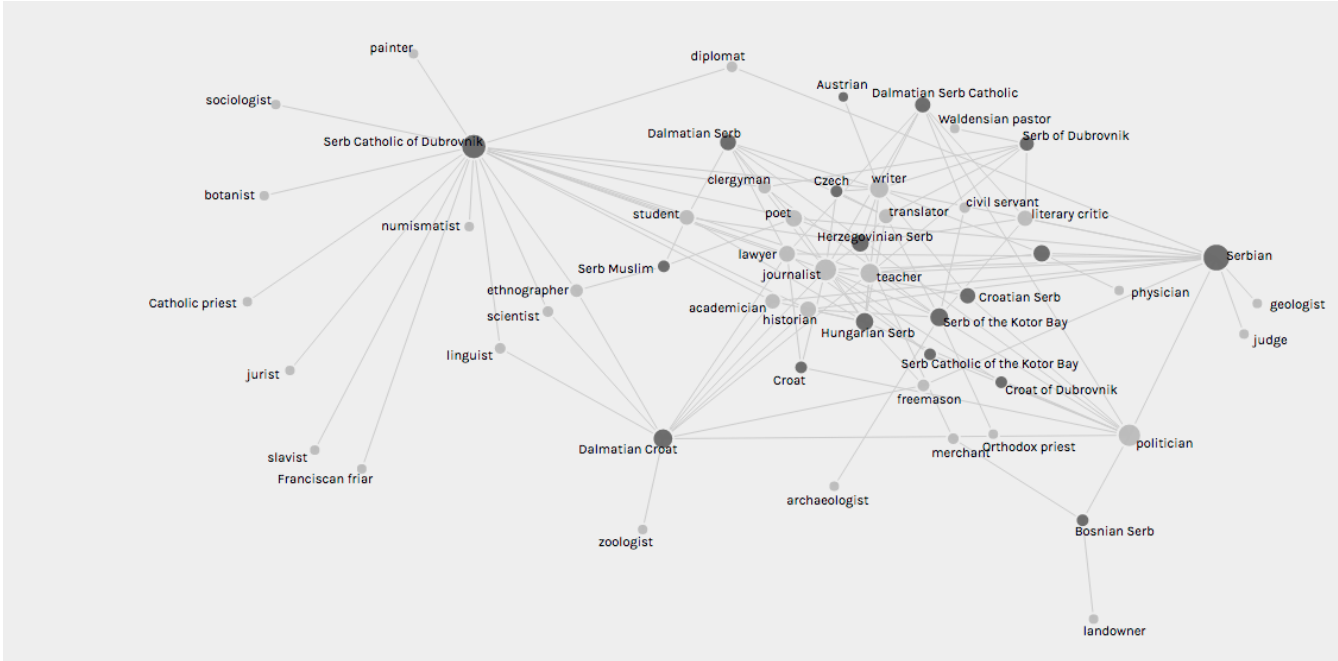 painter
diplomat
Austrian
sociologist
Dalmatian Serb Catholic
Waldensian pastor
Serb Catholic of Dubrovnik
Dalmatian Serb
Serb of Dubrovnik
clergyman
Czech
writer
botanist
civil servant
student
poet
translator
literary critic
numismatist
Herzegovinian Serb
lawyer
Serbian
Serb Muslim
journalist
teacher
ethnographer
physician
Croatian Serb
Catholic priest
geologist
academician
scientist
historian
Serb of the Kotor Bay
Hungarian Serb
judge
linguist
Serb Catholic of the Kotor Bay
jurist
Croat
Croat of Dubrovnik
freemason
Dalmatian Croat
Orthodox priest
politician
merchant
slavist
Franciscan friar
archaeologist
Bosnian Serb
zoologist
landowner